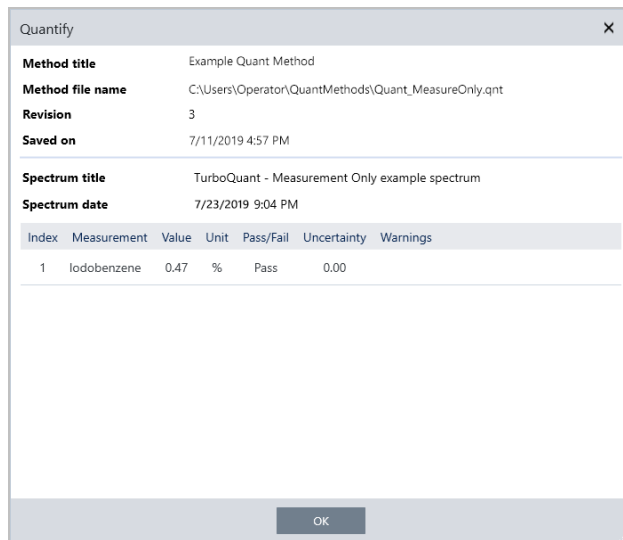 Quantify
Method title Example Quant Method
Method file name C:\Users\Operator\QuantMethods\Quant_MeasureOnly.qnt
Revision 3
Saved on 7/11/2019 4:57 PM
Spectrum title TurboQuant - Measurement Only example spectrum
Spectrum date 7/23/2019 9:04 PM
Index Measurement Value Unit Pass/Fail Uncertainty Warnings
1 Iodobenzene 0.47 % Pass 0.00
OK